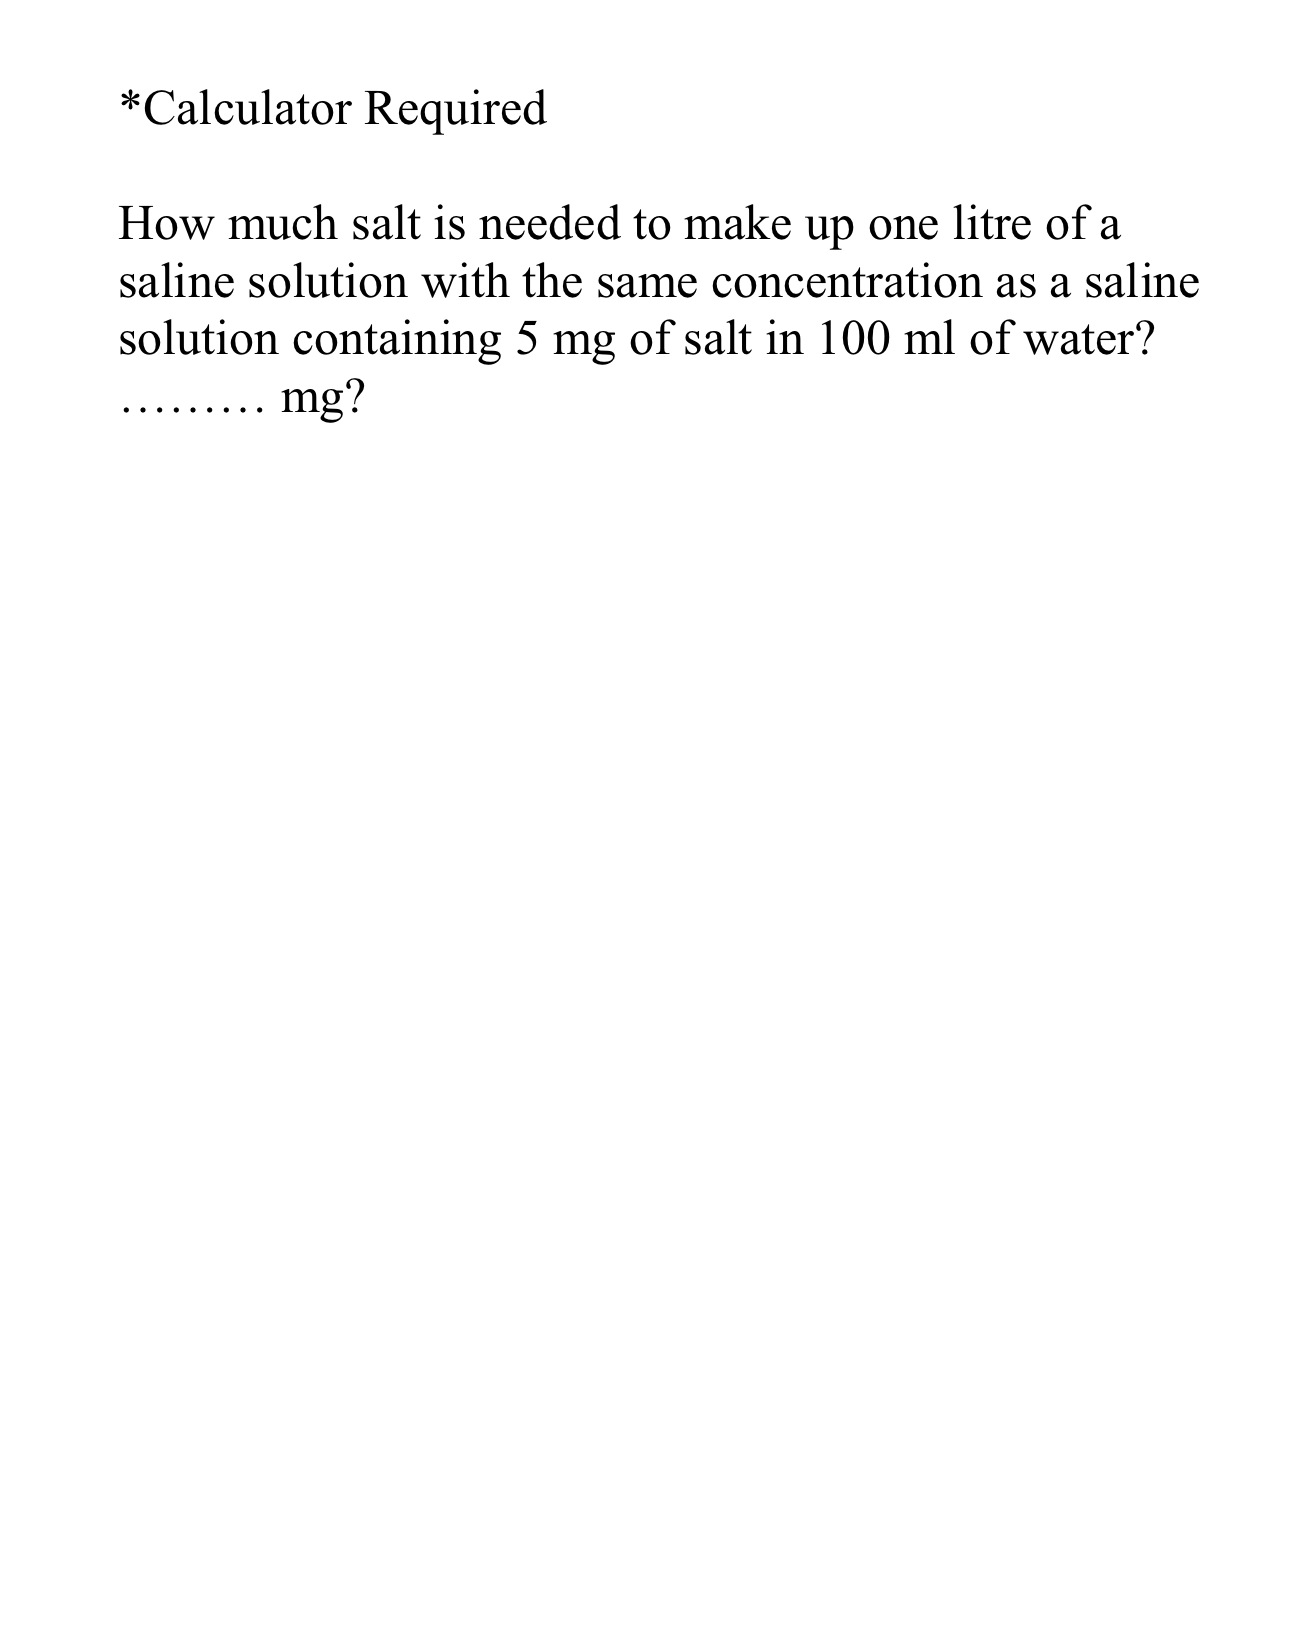 *Calculator Required
How much salt is needed to make up one litre of a
saline solution with the same concentration as a saline
solution containing 5 mg of salt in 100 ml of water?
……… mg?